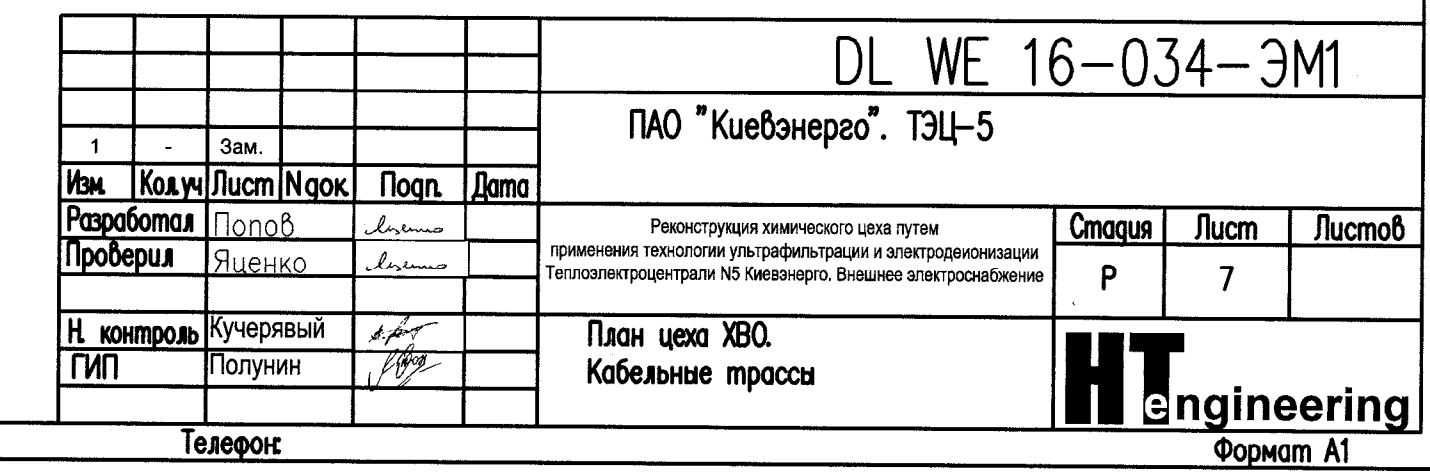 DL WE 16-034-ЭМ1
ПАО "Киевэнерго". ТЭЦ-5
1 - Зам.
Изм. Кол.уч Лист Nдок. Подп. Дата
Разработал Попов
Проверил Яценко
Реконструкция химического цеха путем
применения технологии ультрафильтрации и электродеионизации
Теплоэлектроцентрали N5 Киевэнерго. Внешнее электроснабжение
Стадия Лист Листов
Р 7
Н. контроль Кучерявый
ГИП Полунин
План цеха ХВО.
Кабельные трассы
HT engineering
Телефон:
Формат А1